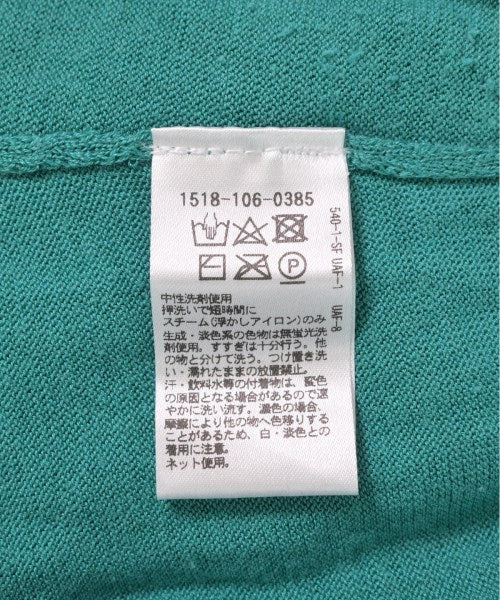 1518-106-0385
P
中性洗剤使用
押洗いで短時間に
スチーム(浮かしアイロン)のみ
生成・淡色系の色物は無蛍光洗
剤使用。すすぎは十分行う。他
の物と分けて洗う。つけ置き洗
い・濡れたままの放置禁止。
汗・飲料水等の付着物は、変色
の原因となる場合があるので速
やかに洗い流す。濃色の場合、
摩擦により他の物へ色移りする
ことがあるため、白・淡色との
着用に注意。
ネット使用。
540-1-SF UAF-1 UAF-8